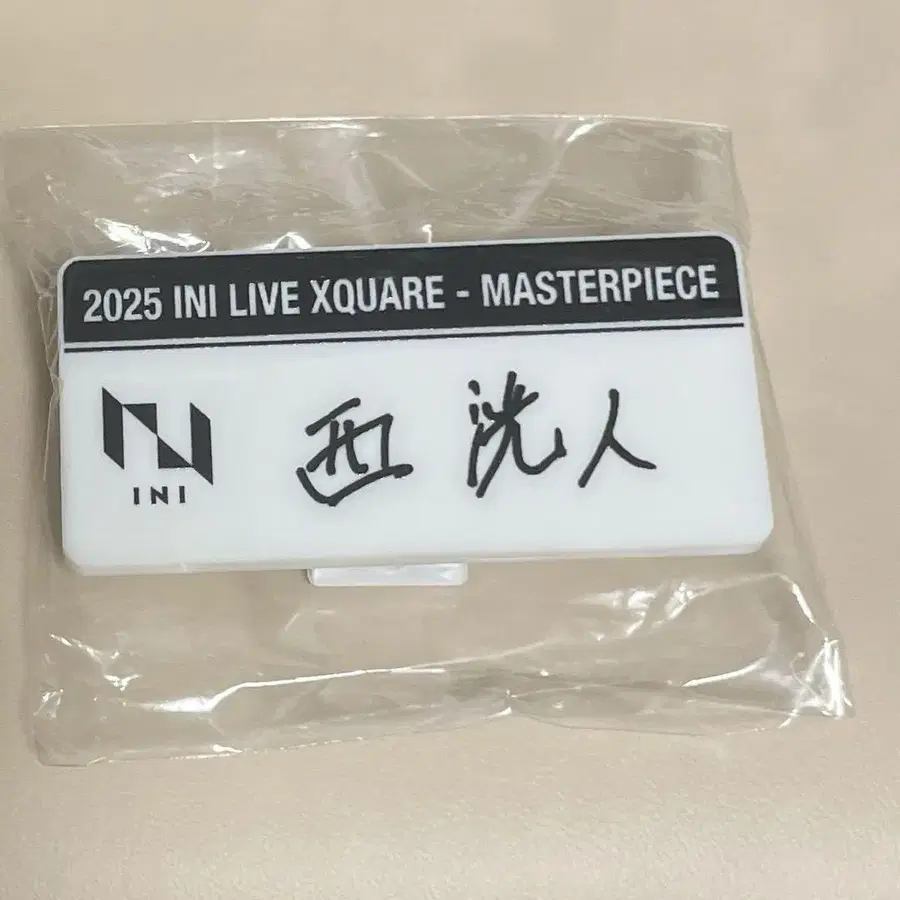 2025 INI LIVE XQUARE - MASTERPIECE
INI
西 洸人